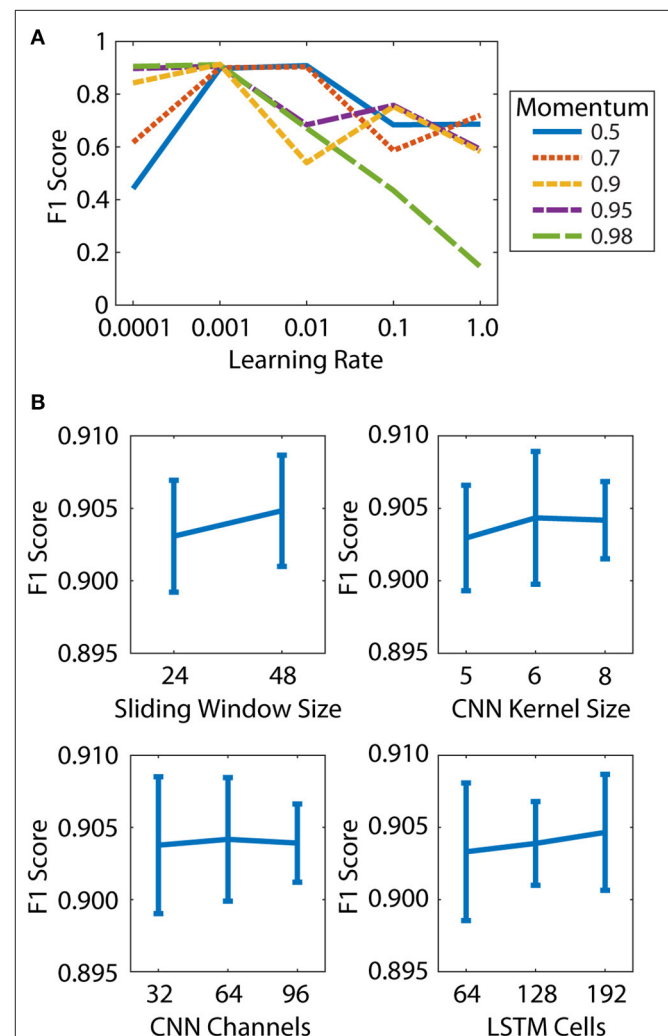 A
1
0.8
0.6
0.4
0.2
0
F1 Score
0.0001 0.001 0.01 0.1 1.0
Learning Rate
Momentum
0.5
0.7
0.9
0.95
0.98
B
0.910
0.905
0.900
0.895
F1 Score
24 48
Sliding Window Size
0.910
0.905
0.900
0.895
F1 Score
5 6 8
CNN Kernel Size
0.910
0.905
0.900
0.895
F1 Score
32 64 96
CNN Channels
0.910
0.905
0.900
0.895
F1 Score
64 128 192
LSTM Cells